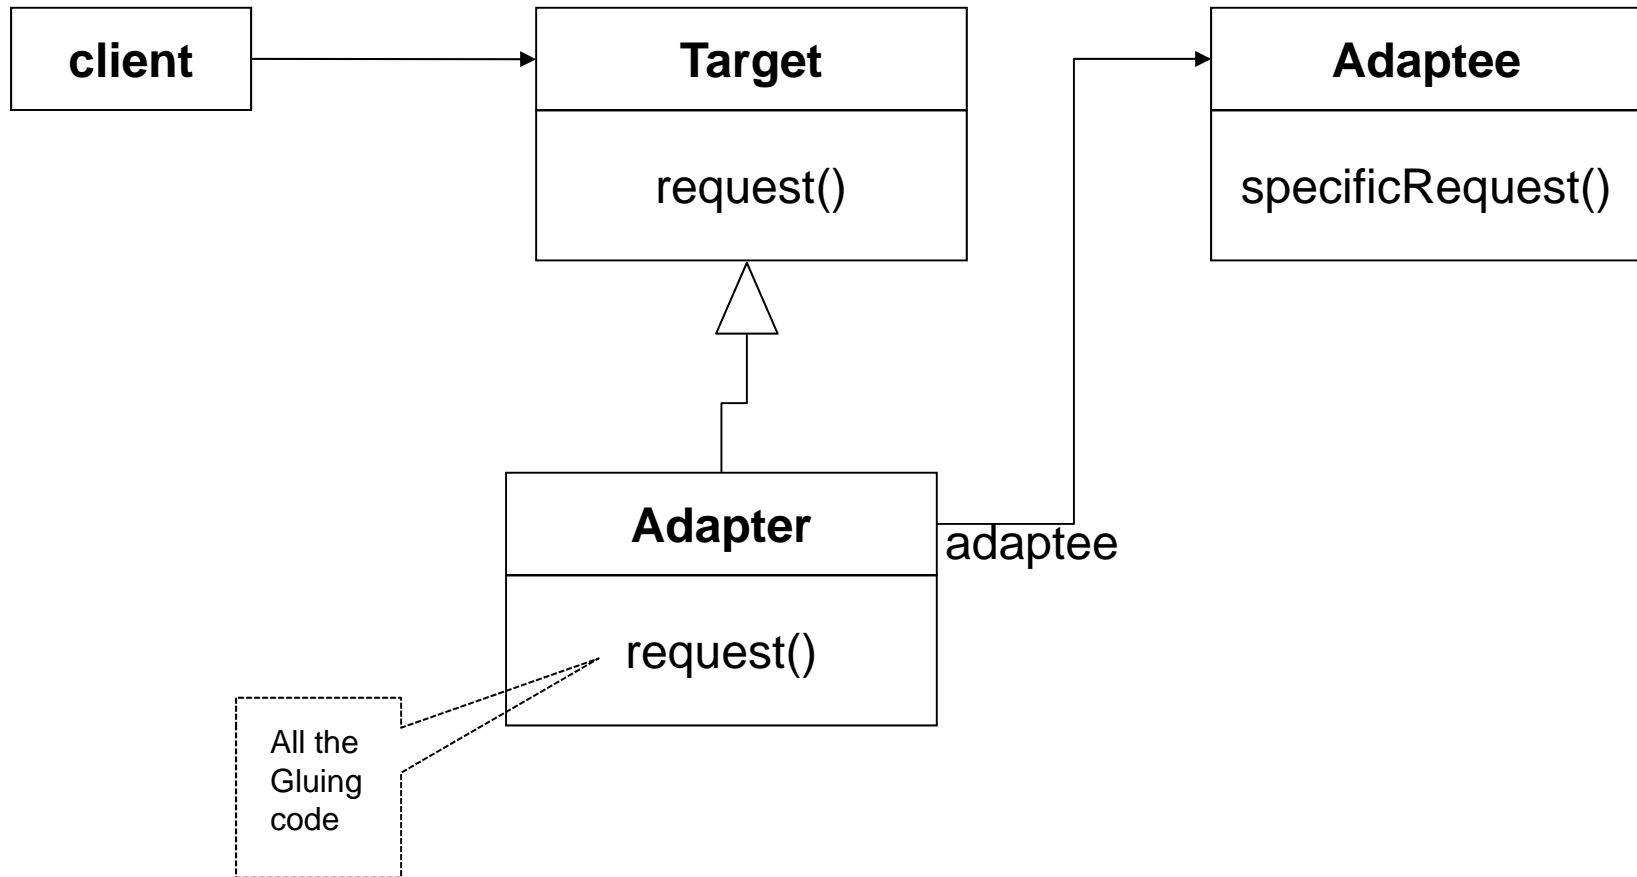 client
Target
Adaptee
request()
specificRequest()
Adapter
adaptee
request()
All the
Gluing
code